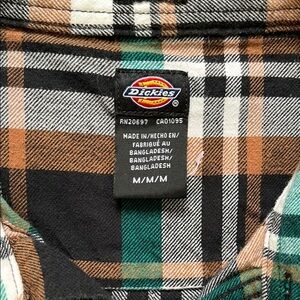 Dickies
®
RN20697 CA01095
MADE IN/HECHO EN/
FABRIQUÉ AU
BANGLADESH/
BANGLADESH/
BANGLADESH
M/M/M